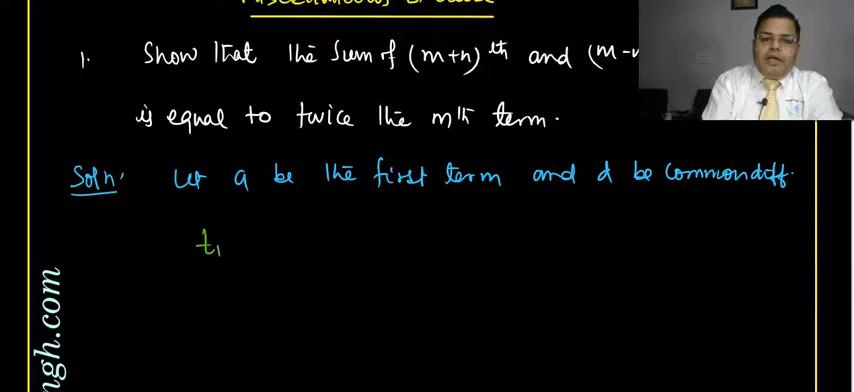 1. Show that the sum of (m+n)th and (m-n
is equal to twice the mth term.
Soln: Let a be the first term and d be common diff.
t₁
ngh.com